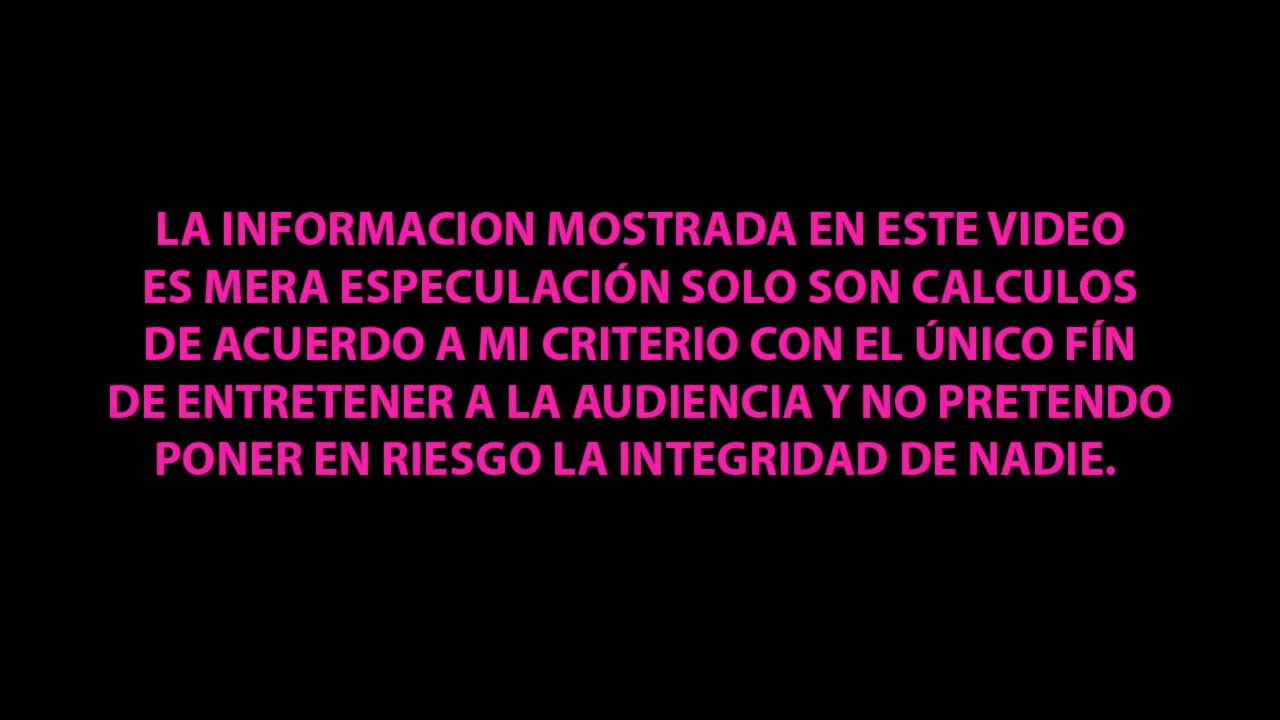 LA INFORMACION MOSTRADA EN ESTE VIDEO
ES MERA ESPECULACIÓN SOLO SON CALCULOS
DE ACUERDO A MI CRITERIO CON EL ÚNICO FÍN
DE ENTRETENER A LA AUDIENCIA Y NO PRETENDO
PONER EN RIESGO LA INTEGRIDAD DE NADIE.